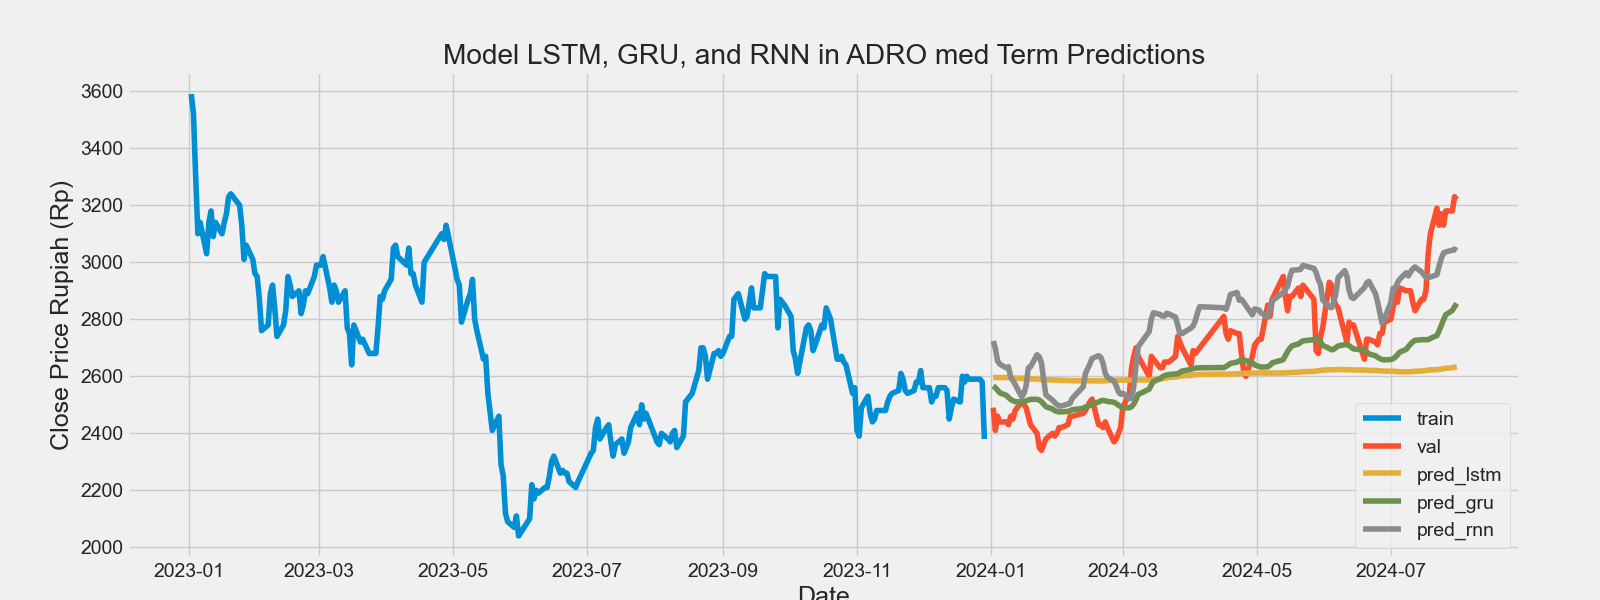 Model LSTM, GRU, and RNN in ADRO med Term Predictions
Close Price Rupiah (Rp)
3600
3400
3200
3000
2800
2600
2400
2200
2000
2023-01 2023-03 2023-05 2023-07 2023-09 2023-11 2024-01 2024-03 2024-05 2024-07
Date
train
val
pred_lstm
pred_gru
pred_rnn